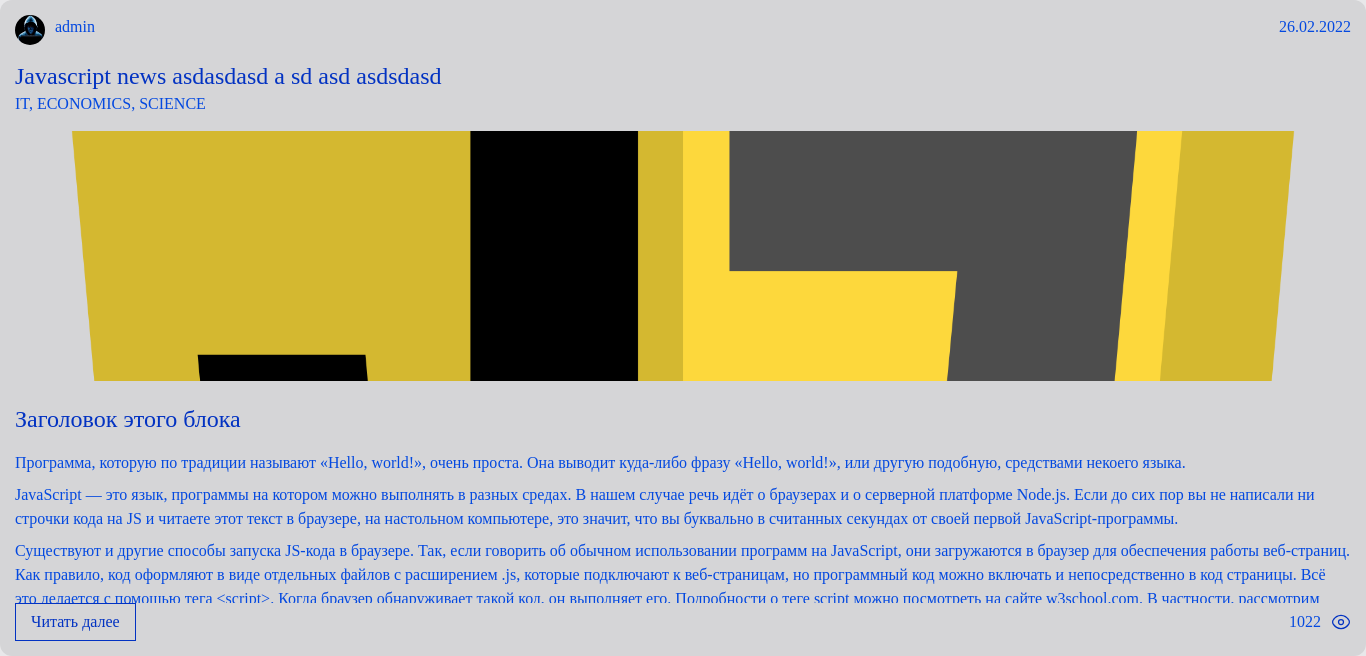 admin
26.02.2022
Javascript news asdasdasd a sd asd asdsdasd
IT, ECONOMICS, SCIENCE
Заголовок этого блока
Программа, которую по традиции называют «Hello, world!», очень проста. Она выводит куда-либо фразу «Hello, world!», или другую подобную, средствами некоего языка.
JavaScript — это язык, программы на котором можно выполнять в разных средах. В нашем случае речь идёт о браузерах и о серверной платформе Node.js. Если до сих пор вы не написали ни
строчки кода на JS и читаете этот текст в браузере, на настольном компьютере, это значит, что вы буквально в считанных секундах от своей первой JavaScript-программы.
Существуют и другие способы запуска JS-кода в браузере. Так, если говорить об обычном использовании программ на JavaScript, они загружаются в браузер для обеспечения работы веб-страниц.
Как правило, код оформляют в виде отдельных файлов с расширением .js, которые подключают к веб-страницам, но программный код можно включать и непосредственно в код страницы. Всё
это делается с помощью тега <script>. Когда браузер обнаруживает такой код, он выполняет его. Подробности о теге script можно посмотреть на сайте w3school.com. В частности, рассмотрим
Читать далее
1022